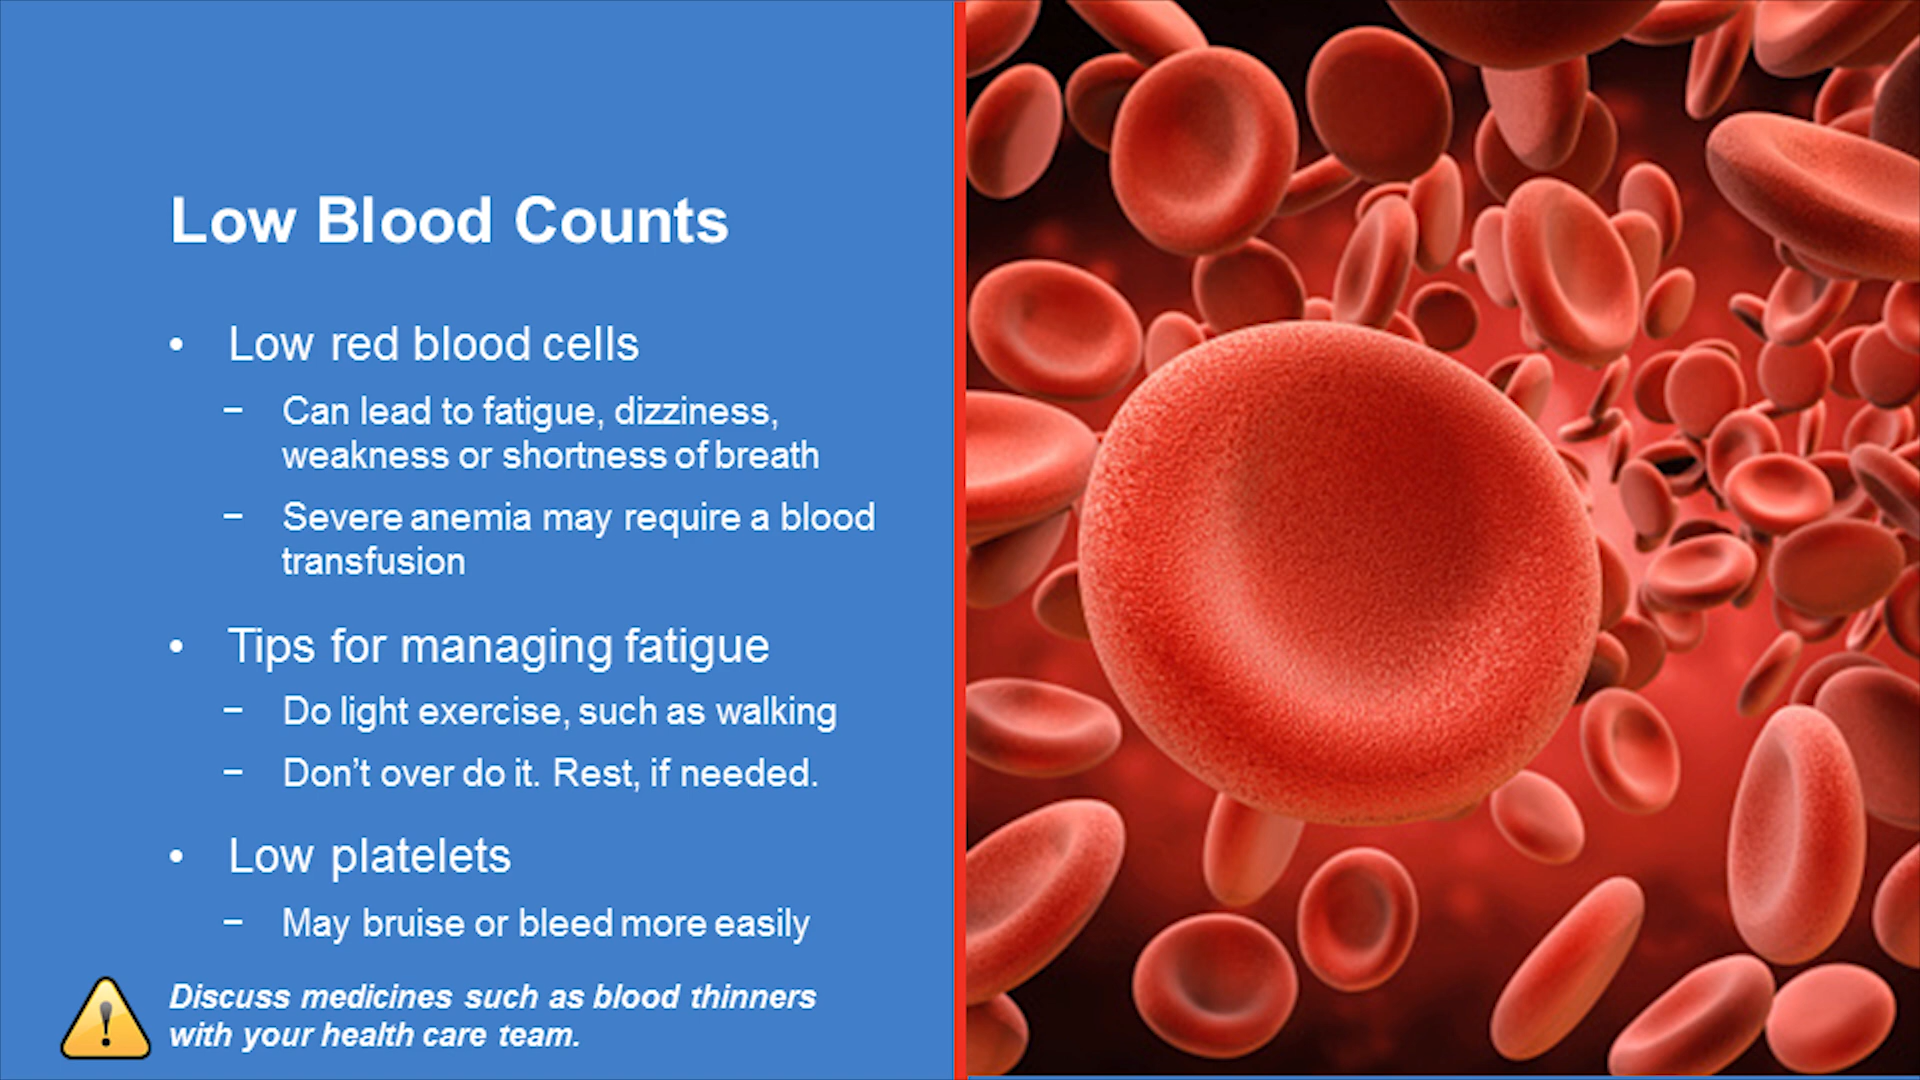 Low Blood Counts
• Low red blood cells
– Can lead to fatigue, dizziness,
weakness or shortness of breath
– Severe anemia may require a blood
transfusion
• Tips for managing fatigue
– Do light exercise, such as walking
– Don’t over do it. Rest, if needed.
• Low platelets
– May bruise or bleed more easily
Discuss medicines such as blood thinners
with your health care team.